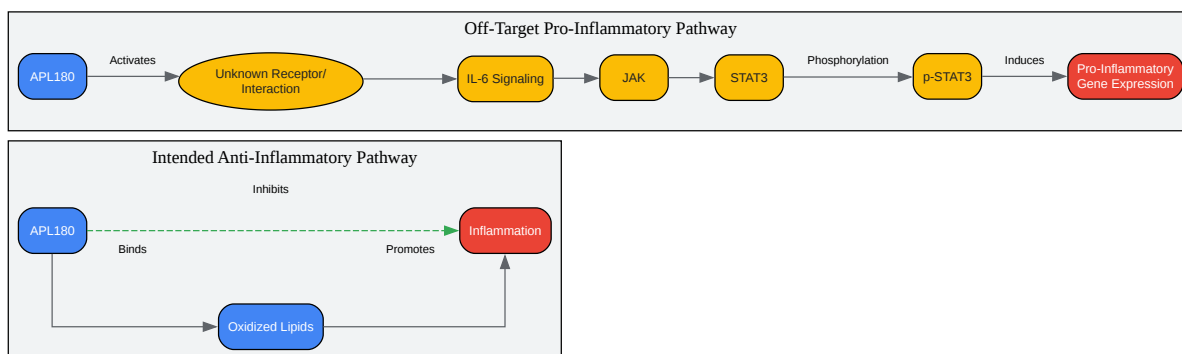 Off-Target Pro-Inflammatory Pathway
APL180
Activates
Unknown Receptor/
Interaction
IL-6 Signaling
JAK
STAT3
Phosphorylation
p-STAT3
Induces
Pro-Inflammatory
Gene Expression
Intended Anti-Inflammatory Pathway
Inhibits
APL180
Inflammation
Binds
Promotes
Oxidized Lipids